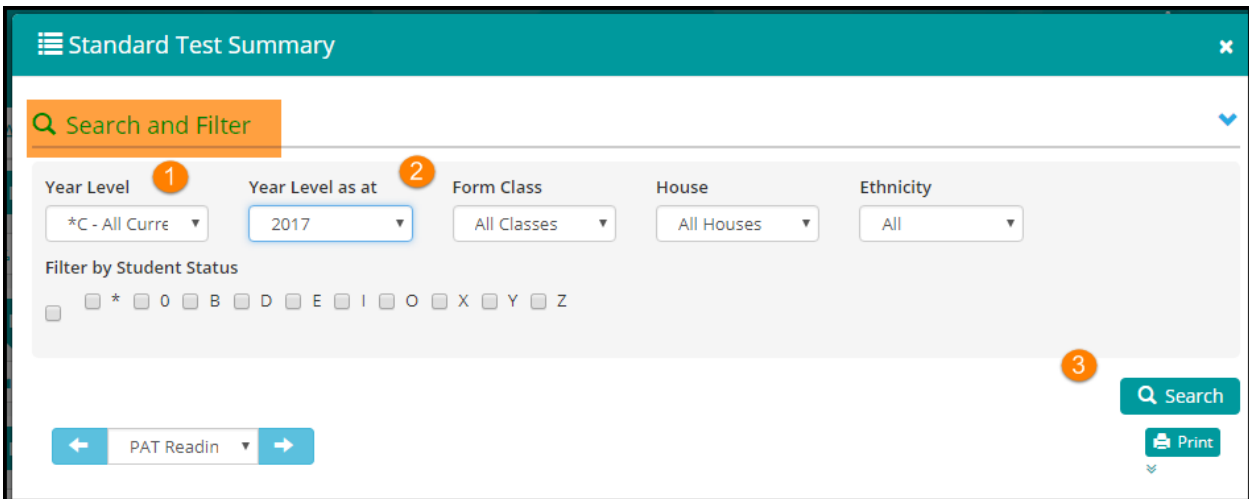 Standard Test Summary
Search and Filter
1
2
Year Level
Year Level as at
Form Class
House
Ethnicity
*C - All Curre
2017
All Classes
All Houses
All
Filter by Student Status
* 0 B D E I O X Y Z
3
Search
PAT Readin
Print